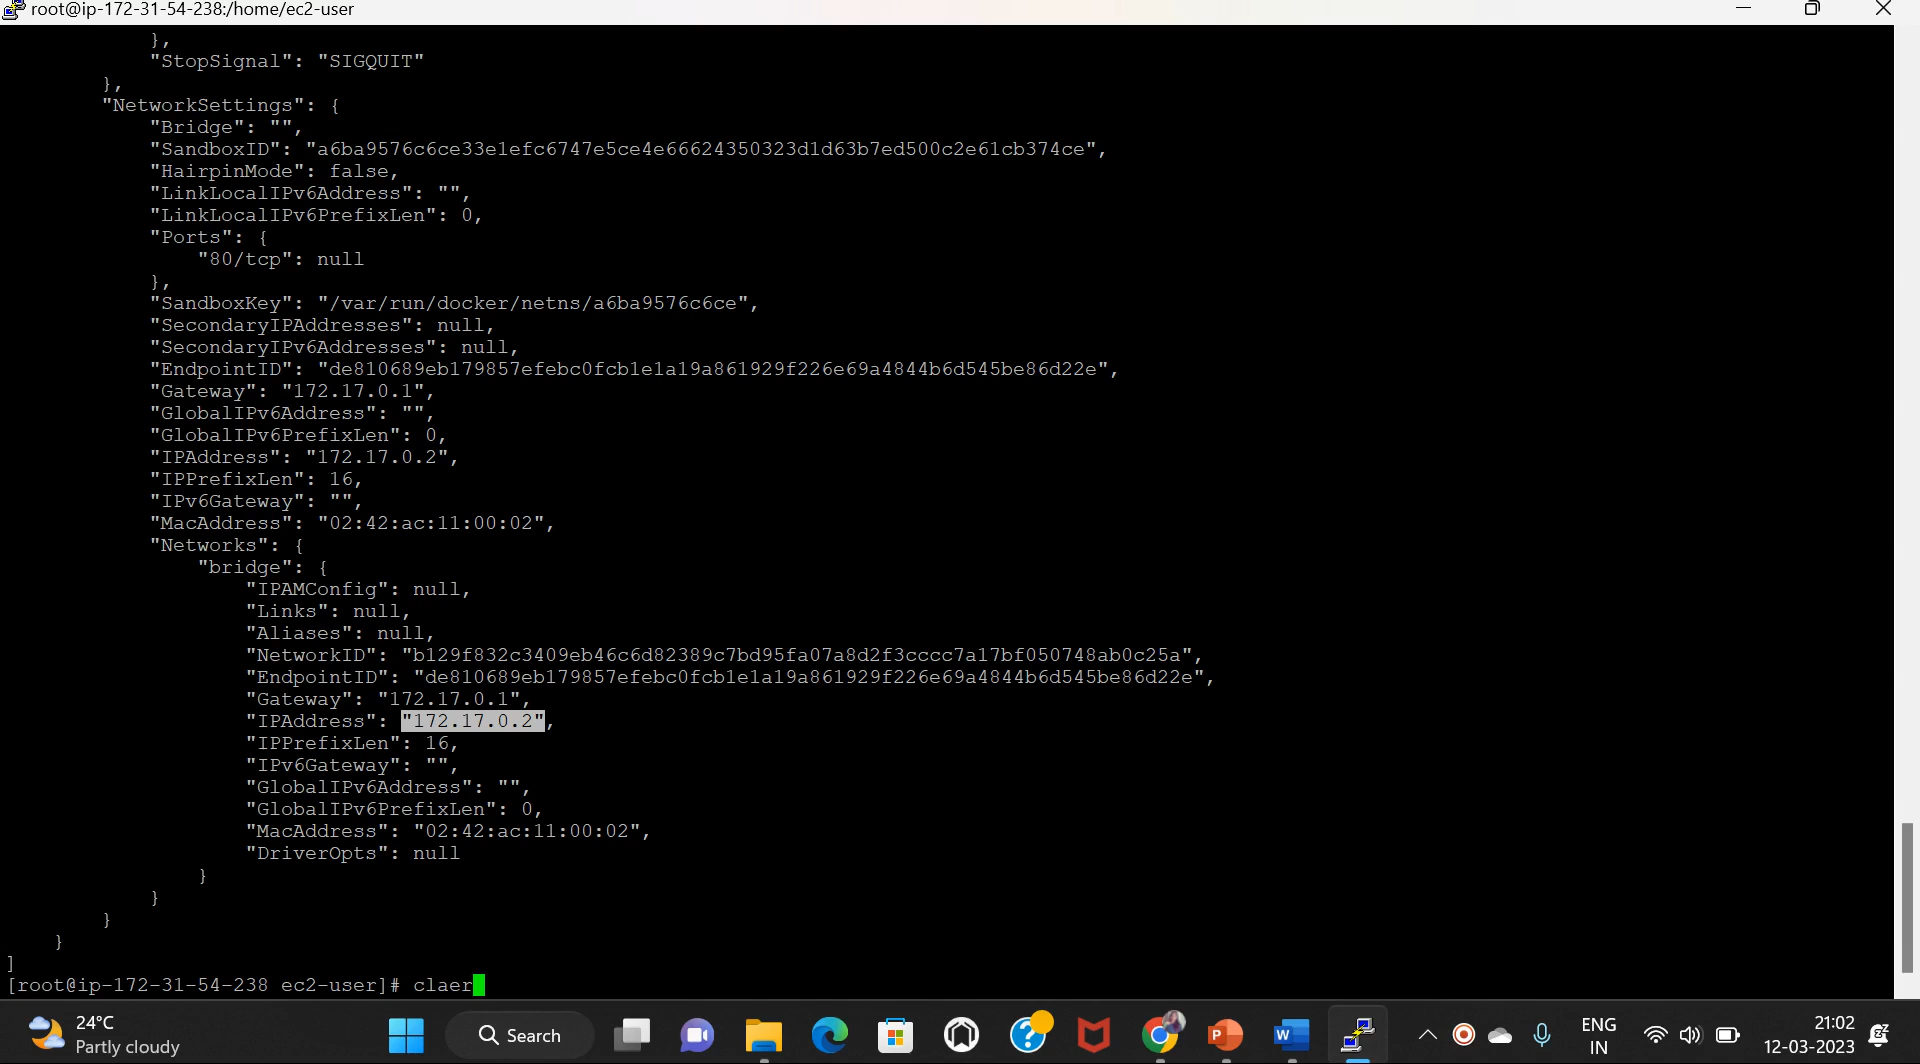 root@ip-172-31-54-238:/home/ec2-user
},
"StopSignal": "SIGQUIT"
},
"NetworkSettings": {
"Bridge": "",
"SandboxID": "a6ba9576c6ce33e1efc6747e5ce4e66624350323d1d63b7ed500c2e61cb374ce",
"HairpinMode": false,
"LinkLocalIPv6Address": "",
"LinkLocalIPv6PrefixLen": 0,
"Ports": {
"80/tcp": null
},
"SandboxKey": "/var/run/docker/netns/a6ba9576c6ce",
"SecondaryIPAddresses": null,
"SecondaryIPv6Addresses": null,
"EndpointID": "de810689eb179857efebc0fcb1e1a19a861929f226e69a4844b6d545be86d22e",
"Gateway": "172.17.0.1",
"GlobalIPv6Address": "",
"GlobalIPv6PrefixLen": 0,
"IPAddress": "172.17.0.2",
"IPPrefixLen": 16,
"IPv6Gateway": "",
"MacAddress": "02:42:ac:11:00:02",
"Networks": {
"bridge": {
"IPAMConfig": null,
"Links": null,
"Aliases": null,
"NetworkID": "b129f832c3409eb46c6d82389c7bd95fa07a8d2f3cccc7a17bf050748ab0c25a",
"EndpointID": "de810689eb179857efebc0fcb1e1a19a861929f226e69a4844b6d545be86d22e",
"Gateway": "172.17.0.1",
"IPAddress": "172.17.0.2",
"IPPrefixLen": 16,
"IPv6Gateway": "",
"GlobalIPv6Address": "",
"GlobalIPv6PrefixLen": 0,
"MacAddress": "02:42:ac:11:00:02",
"DriverOpts": null
}
}
}
}
]
[root@ip-172-31-54-238 ec2-user]# claer
24°C
Partly cloudy
Search
ENG
IN
21:02
12-03-2023